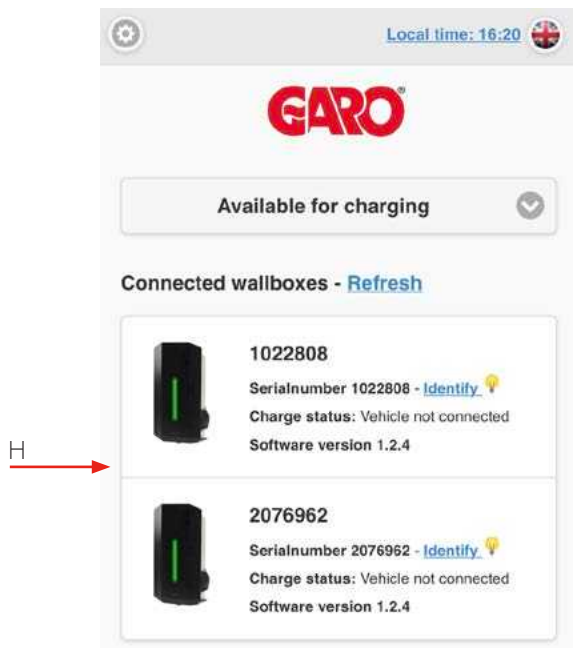 Local time: 16:20
GARO®
Available for charging
Connected wallboxes - Refresh
1022808
Serialnumber 1022808 - Identify
Charge status: Vehicle not connected
Software version 1.2.4
H
2076962
Serialnumber 2076962 - Identify
Charge status: Vehicle not connected
Software version 1.2.4